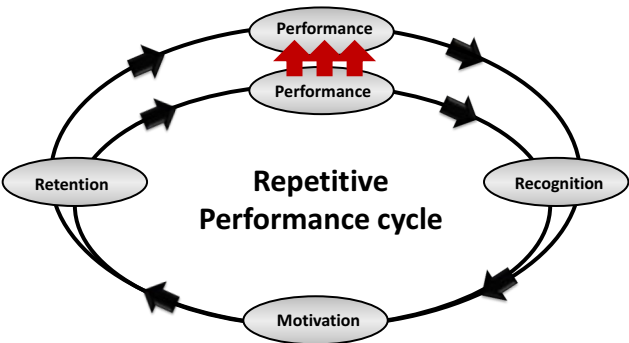 Performance
Performance
Retention
Repetitive
Performance cycle
Recognition
Motivation